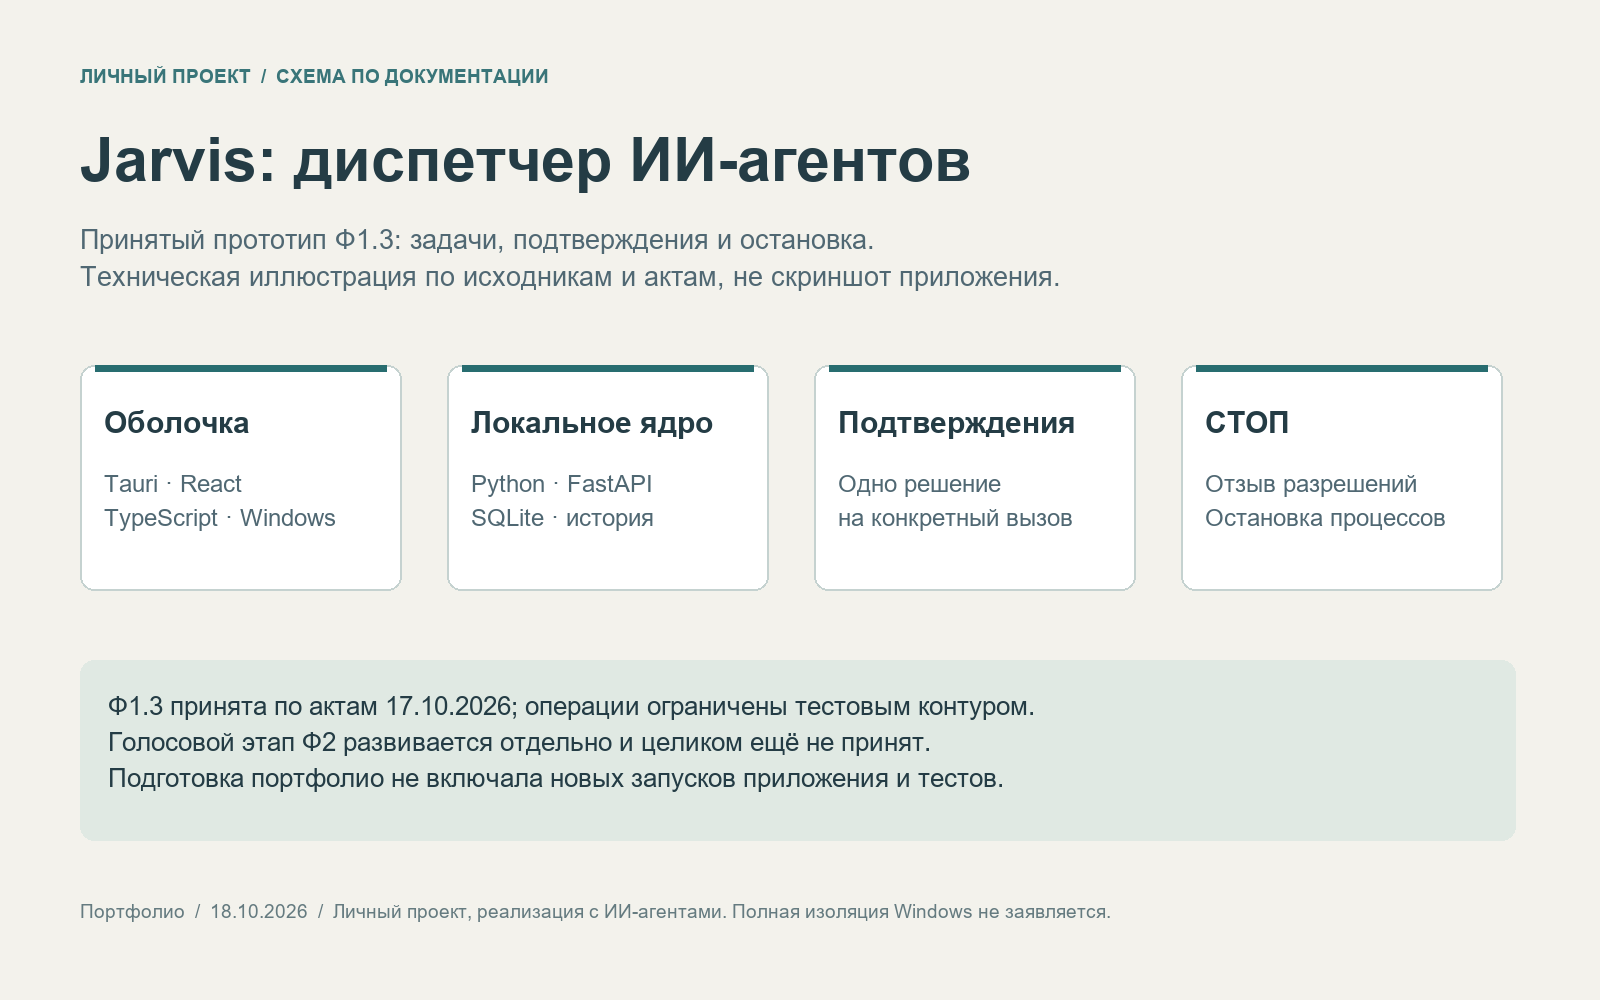 ЛИЧНЫЙ ПРОЕКТ / СХЕМА ПО ДОКУМЕНТАЦИИ
Jarvis: диспетчер ИИ-агентов
Принятый прототип Ф1.3: задачи, подтверждения и остановка.
Техническая иллюстрация по исходникам и актам, не скриншот приложения.
Оболочка
Tauri · React
TypeScript · Windows
Локальное ядро
Python · FastAPI
SQLite · история
Подтверждения
Одно решение
на конкретный вызов
СТОП
Отзыв разрешений
Остановка процессов
Ф1.3 принята по актам 17.10.2026; операции ограничены тестовым контуром.
Голосовой этап Ф2 развивается отдельно и целиком ещё не принят.
Подготовка портфолио не включала новых запусков приложения и тестов.
Портфолио / 18.10.2026 / Личный проект, реализация с ИИ-агентами. Полная изоляция Windows не заявляется.